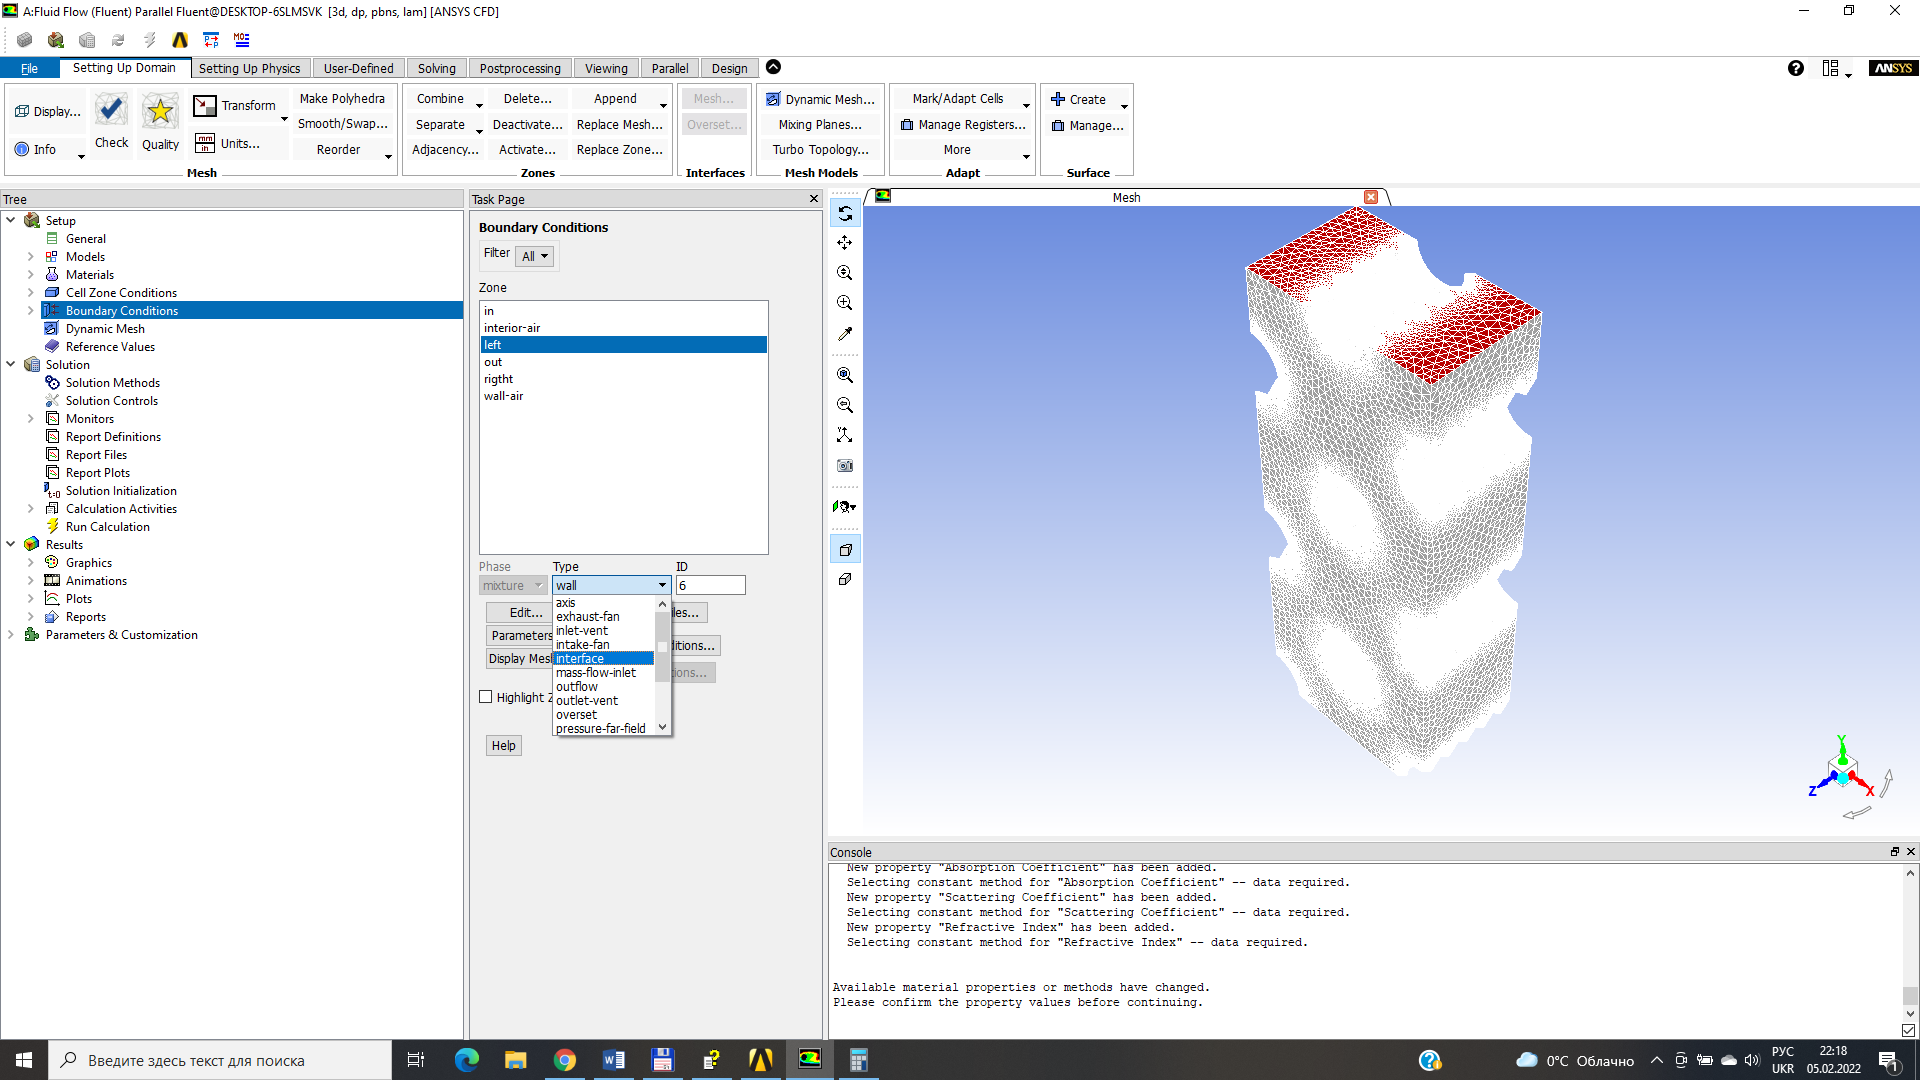 A:Fluid Flow (Fluent) Parallel Fluent@DESKTOP-6SLMSVK [3d, dp, pbns, lam] [ANSYS CFD]
File Setting Up Domain Setting Up Physics User-Defined Solving Postprocessing Viewing Parallel Design
ANSYS
Display...
Info
Check
Quality
Transform
Units...
Make Polyhedra
Smooth/Swap...
Reorder
Mesh
Combine
Separate
Adjacency...
Delete...
Deactivate...
Activate...
Append
Replace Mesh...
Replace Zone...
Zones
Mesh...
Overset...
Interfaces
Dynamic Mesh...
Mixing Planes...
Turbo Topology...
Mesh Models
Mark/Adapt Cells
Manage Registers...
More
Adapt
Create
Manage...
Surface
Tree
Setup
General
Models
Materials
Cell Zone Conditions
Boundary Conditions
Dynamic Mesh
Reference Values
Solution
Solution Methods
Solution Controls
Monitors
Report Definitions
Report Files
Report Plots
Solution Initialization
Calculation Activities
Run Calculation
Results
Graphics
Animations
Plots
Reports
Parameters & Customization
Task Page
Boundary Conditions
Filter All
Zone
in
interior-air
left
out
rigtht
wall-air
Phase Type ID
mixture wall 6
axis
exhaust-fan
inlet-vent
intake-fan
interface
mass-flow-inlet
outflow
outlet-vent
overset
pressure-far-field
Edit...
Parameters
Display Mesh
Highlight
Help
Mesh
Y
Z
X
Console
New property "Absorption Coefficient" has been added.
Selecting constant method for "Absorption Coefficient" -- data required.
New property "Scattering Coefficient" has been added.
Selecting constant method for "Scattering Coefficient" -- data required.
New property "Refractive Index" has been added.
Selecting constant method for "Refractive Index" -- data required.
Available material properties or methods have changed.
Please confirm the property values before continuing.
Введите здесь текст для поиска
0°C Облачно
РУС
UKR
22:18
05.02.2022
1